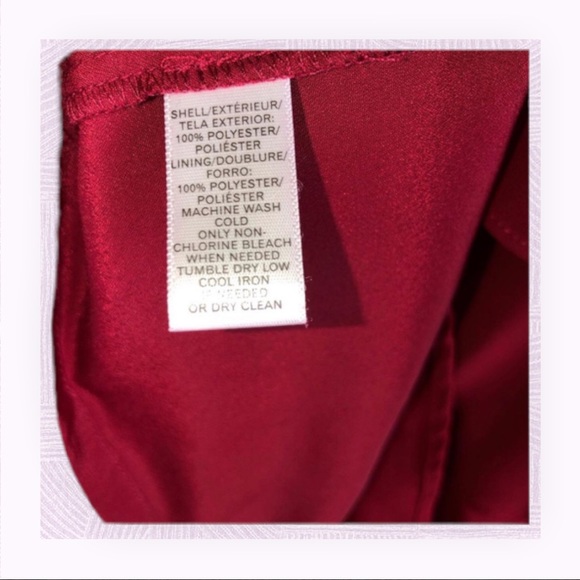 SHELL/EXTÉRIEUR/
TELA EXTERIOR:
100% POLYESTER/
POLIÉSTER
LINING/DOUBLURE/
FORRO:
100% POLYESTER/
POLIÉSTER
MACHINE WASH
COLD
ONLY NON-
CHLORINE BLEACH
WHEN NEEDED
TUMBLE DRY LOW
COOL IRON
IF NEEDED
OR DRY CLEAN